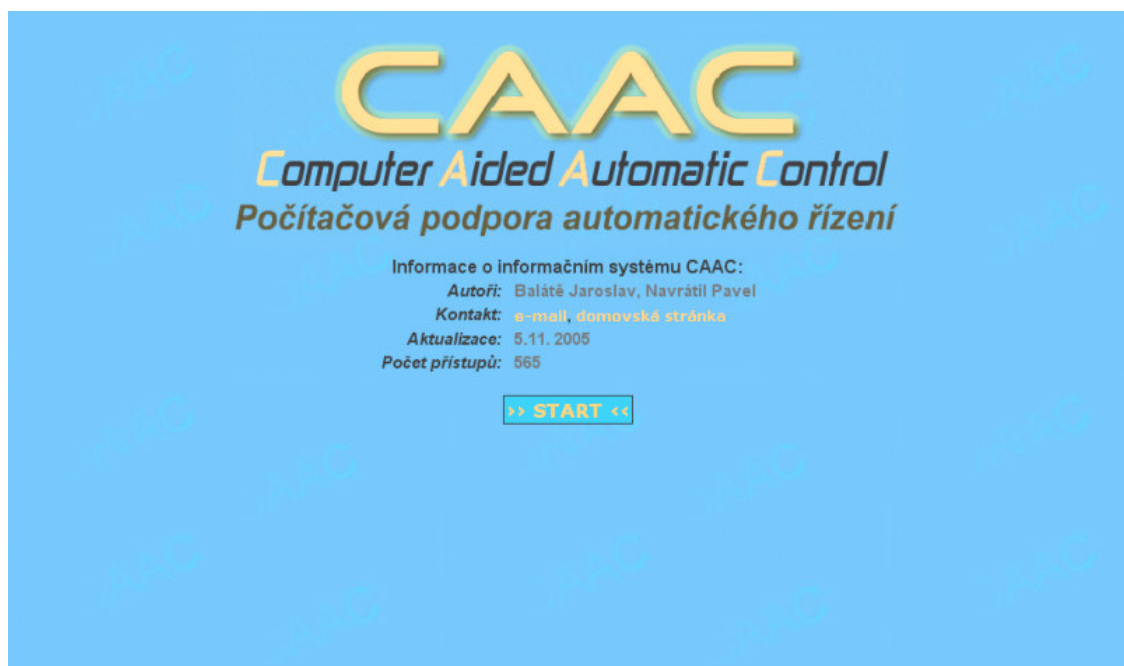 CAAC
Computer Aided Automatic Control
Počítačová podpora automatického řízení
Informace o informačním systému CAAC:
Autoři: Balátě Jaroslav, Navrátil Pavel
Kontakt: e-mail, domovská stránka
Aktualizace: 5.11. 2005
Počet přístupů: 565
>> START <<